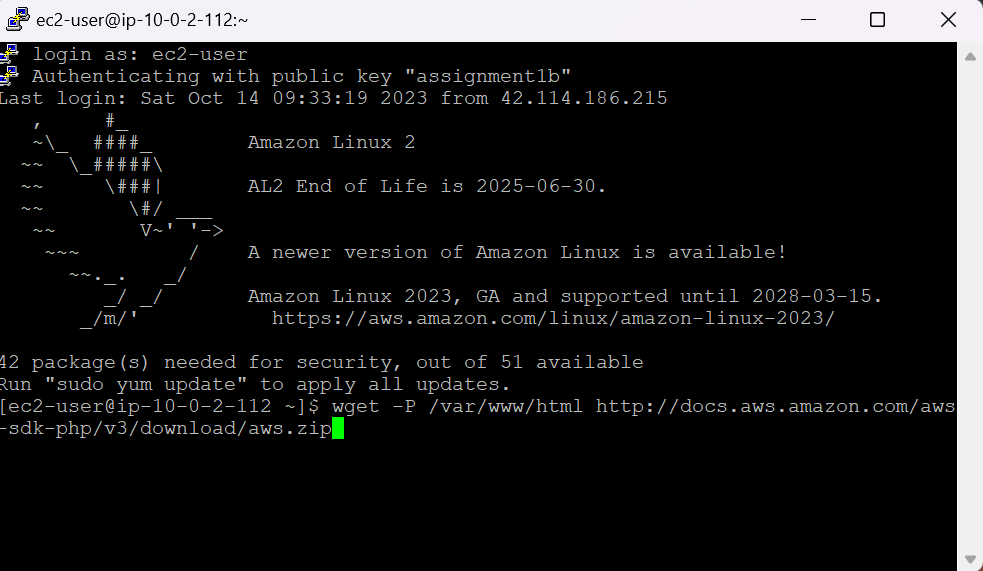 ec2-user@ip-10-0-2-112:~
login as: ec2-user
Authenticating with public key "assignment1b"
Last login: Sat Oct 14 09:33:19 2023 from 42.114.186.215
   ,     #_
   ~\_  ####_        Amazon Linux 2
  ~~  \_#####\
  ~~     \###|       AL2 End of Life is 2025-06-30.
  ~~       \#/ ___
   ~~       V~' '->
    ~~~         /    A newer version of Amazon Linux is available!
      ~~._.   _/
         _/ _/       Amazon Linux 2023, GA and supported until 2028-03-15.
       _/m/'           https://aws.amazon.com/linux/amazon-linux-2023/
42 package(s) needed for security, out of 51 available
Run "sudo yum update" to apply all updates.
[ec2-user@ip-10-0-2-112 ~]$ wget -P /var/www/html http://docs.aws.amazon.com/aws
-sdk-php/v3/download/aws.zip